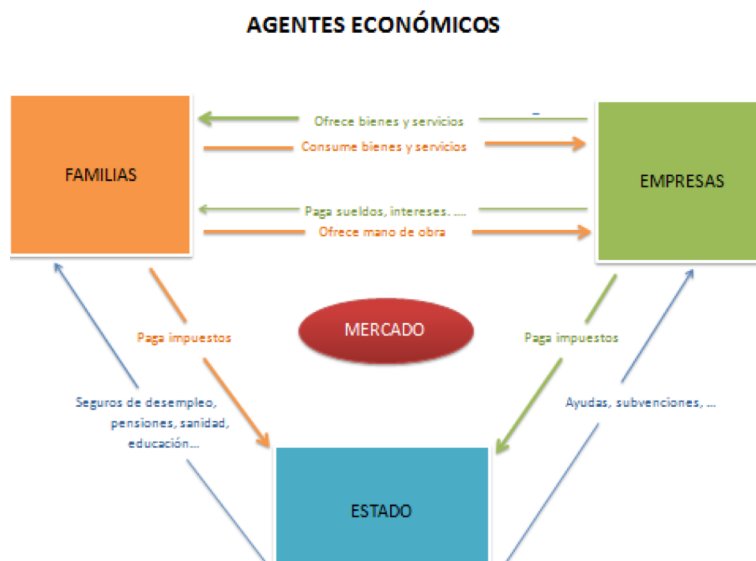 AGENTES ECONÓMICOS
FAMILIAS
Ofrece bienes y servicios
Consume bienes y servicios
EMPRESAS
Paga sueldos, intereses. ....
Ofrece mano de obra
MERCADO
Paga impuestos
Paga impuestos
Seguros de desempleo,
pensiones, sanidad,
educación...
Ayudas, subvenciones, ...
ESTADO